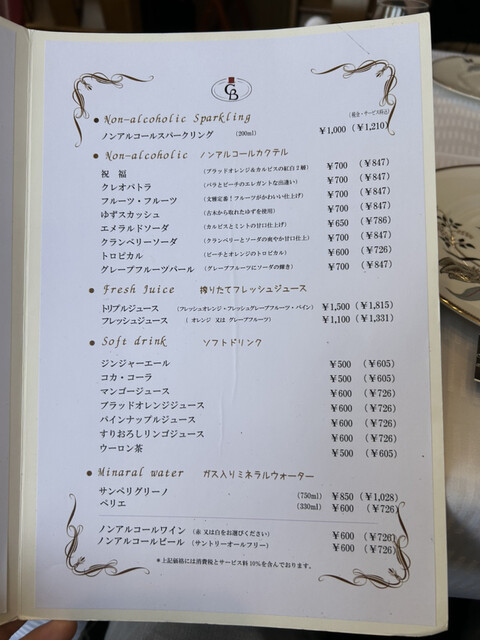 CB
• Non-alcoholic Sparkling
(税金・サービス料込)
ノンアルコールスパークリング (200ml) ¥1,000 (¥1,210)
• Non-alcoholic ノンアルコールカクテル
祝 福 (ブラッドオレンジ&カルピスの紅白2層) ¥700 (¥847)
クレオパトラ (バラとピーチのエレガントな出逢い) ¥700 (¥847)
フルーツ・フルーツ (文雅定番!フルーツがかわいい仕上げ) ¥700 (¥847)
ゆずスカッシュ (古木から取れたゆずを使用) ¥700 (¥847)
エメラルドソーダ (カルピスとミントの甘口仕上げ) ¥650 (¥786)
クランベリーソーダ (クランベリーとソーダの爽やか甘口仕上) ¥700 (¥847)
トロピカル (ピーチとオレンジのトロピカル) ¥600 (¥726)
グレープフルーツパール (グレープフルーツにソーダの輝き) ¥700 (¥847)
• Fresh Juice 搾りたてフレッシュジュース
トリプルジュース (フレッシュオレンジ・フレッシュグレープフルーツ・パイン) ¥1,500 (¥1,815)
フレッシュジュース (オレンジ 又は グレープフルーツ) ¥1,100 (¥1,331)
• Soft drink ソフトドリンク
ジンジャーエール ¥500 (¥605)
コカ・コーラ ¥500 (¥605)
マンゴージュース ¥600 (¥726)
ブラッドオレンジジュース ¥600 (¥726)
パインナップルジュース ¥600 (¥726)
すりおろしリンゴジュース ¥600 (¥726)
ウーロン茶 ¥500 (¥605)
• Minaral water ガス入りミネラルウォーター
サンペリグリーノ (750ml) ¥850 (¥1,028)
ペリエ (330ml) ¥600 (¥726)
ノンアルコールワイン (赤 又は白をお選びください) ¥600 (¥726)
ノンアルコールビール (サントリーオールフリー) ¥600 (¥726)
*上記価格には消費税とサービス料10%を含んでおります。